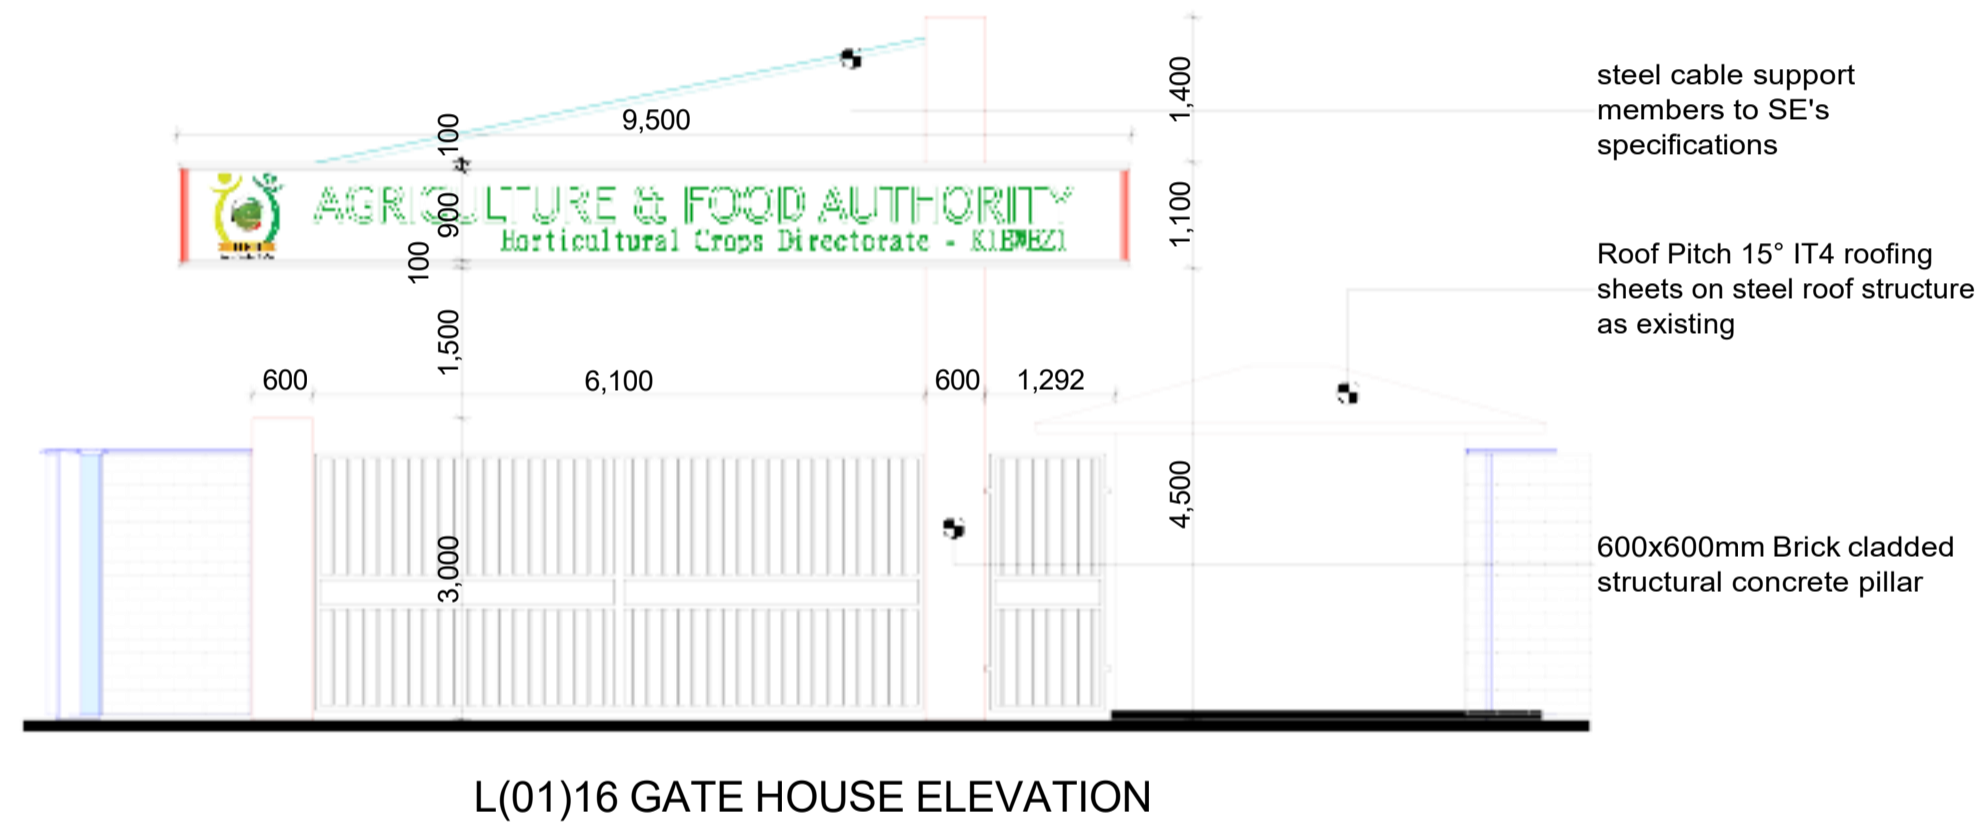 steel cable support
members to SE's
specifications
1,400
9,500
100
AGRICULTURE & FOOD AUTHORITY
Horticultural Crops Directorate - KIBWEZI
900
100
1,100
Roof Pitch 15° IT4 roofing
sheets on steel roof structure
as existing
1,500
600
6,100
600
1,292
4,500
3,000
600x600mm Brick cladded
structural concrete pillar
L(01)16 GATE HOUSE ELEVATION